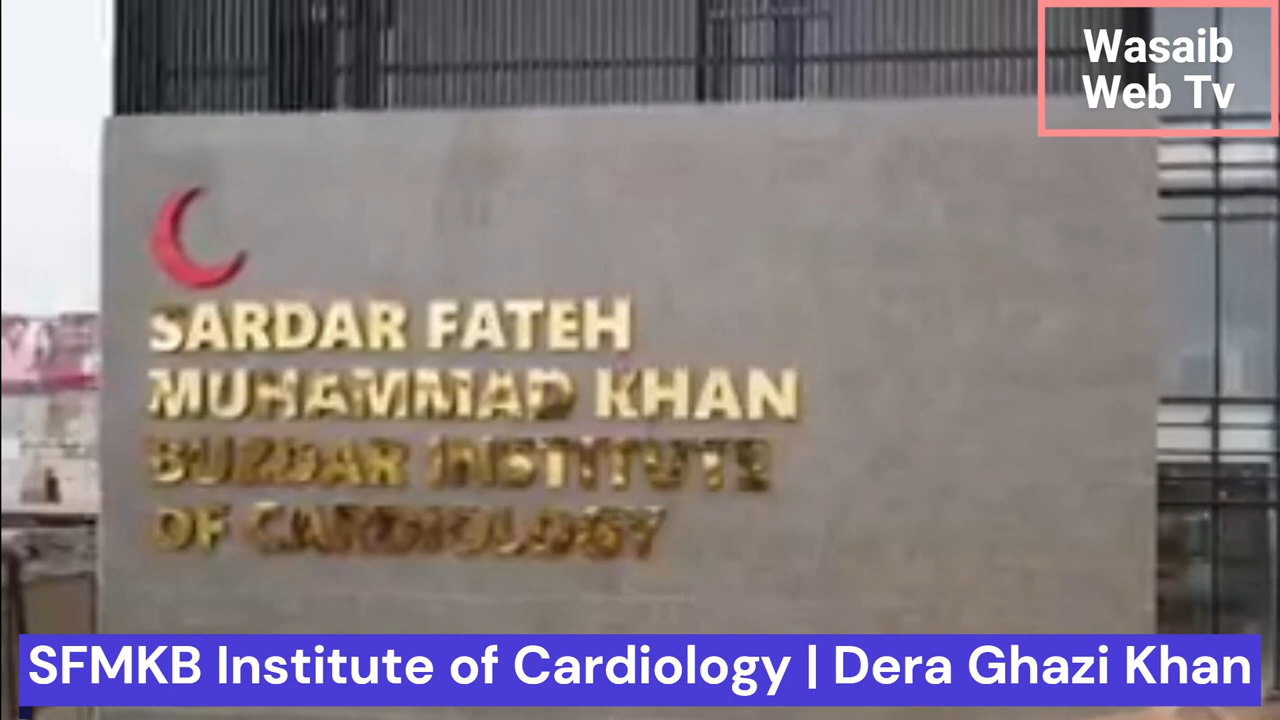 Wasaib
Web Tv
SARDAR FATEH
MUHAMMAD KHAN
BUZDAR INSTITUTE
OF CARDIOLOGY
SFMKB Institute of Cardiology | Dera Ghazi Khan